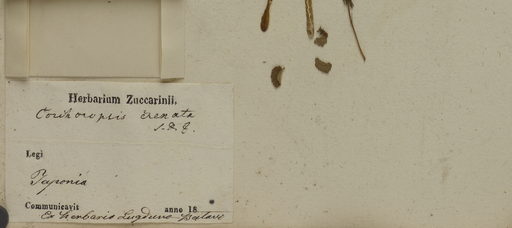 Herbarium Zuccarinii.
Corchoropsis crenata
S. & Z.
Legi
Japonia
Communicavit anno 18
Ex herbario Lugduno-Batavo